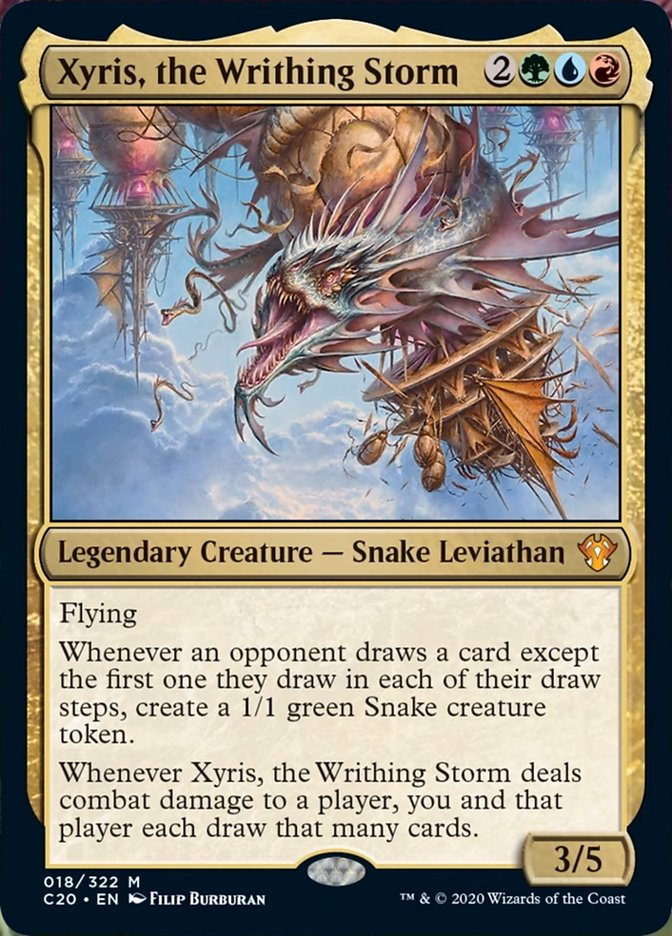 Xyris, the Writhing Storm 2
Legendary Creature — Snake Leviathan
Flying
Whenever an opponent draws a card except
the first one they draw in each of their draw
steps, create a 1/1 green Snake creature
token.
Whenever Xyris, the Writhing Storm deals
combat damage to a player, you and that
player each draw that many cards.
3/5
018/322 M
C20 • EN Filip Burburan
™ & © 2020 Wizards of the Coast